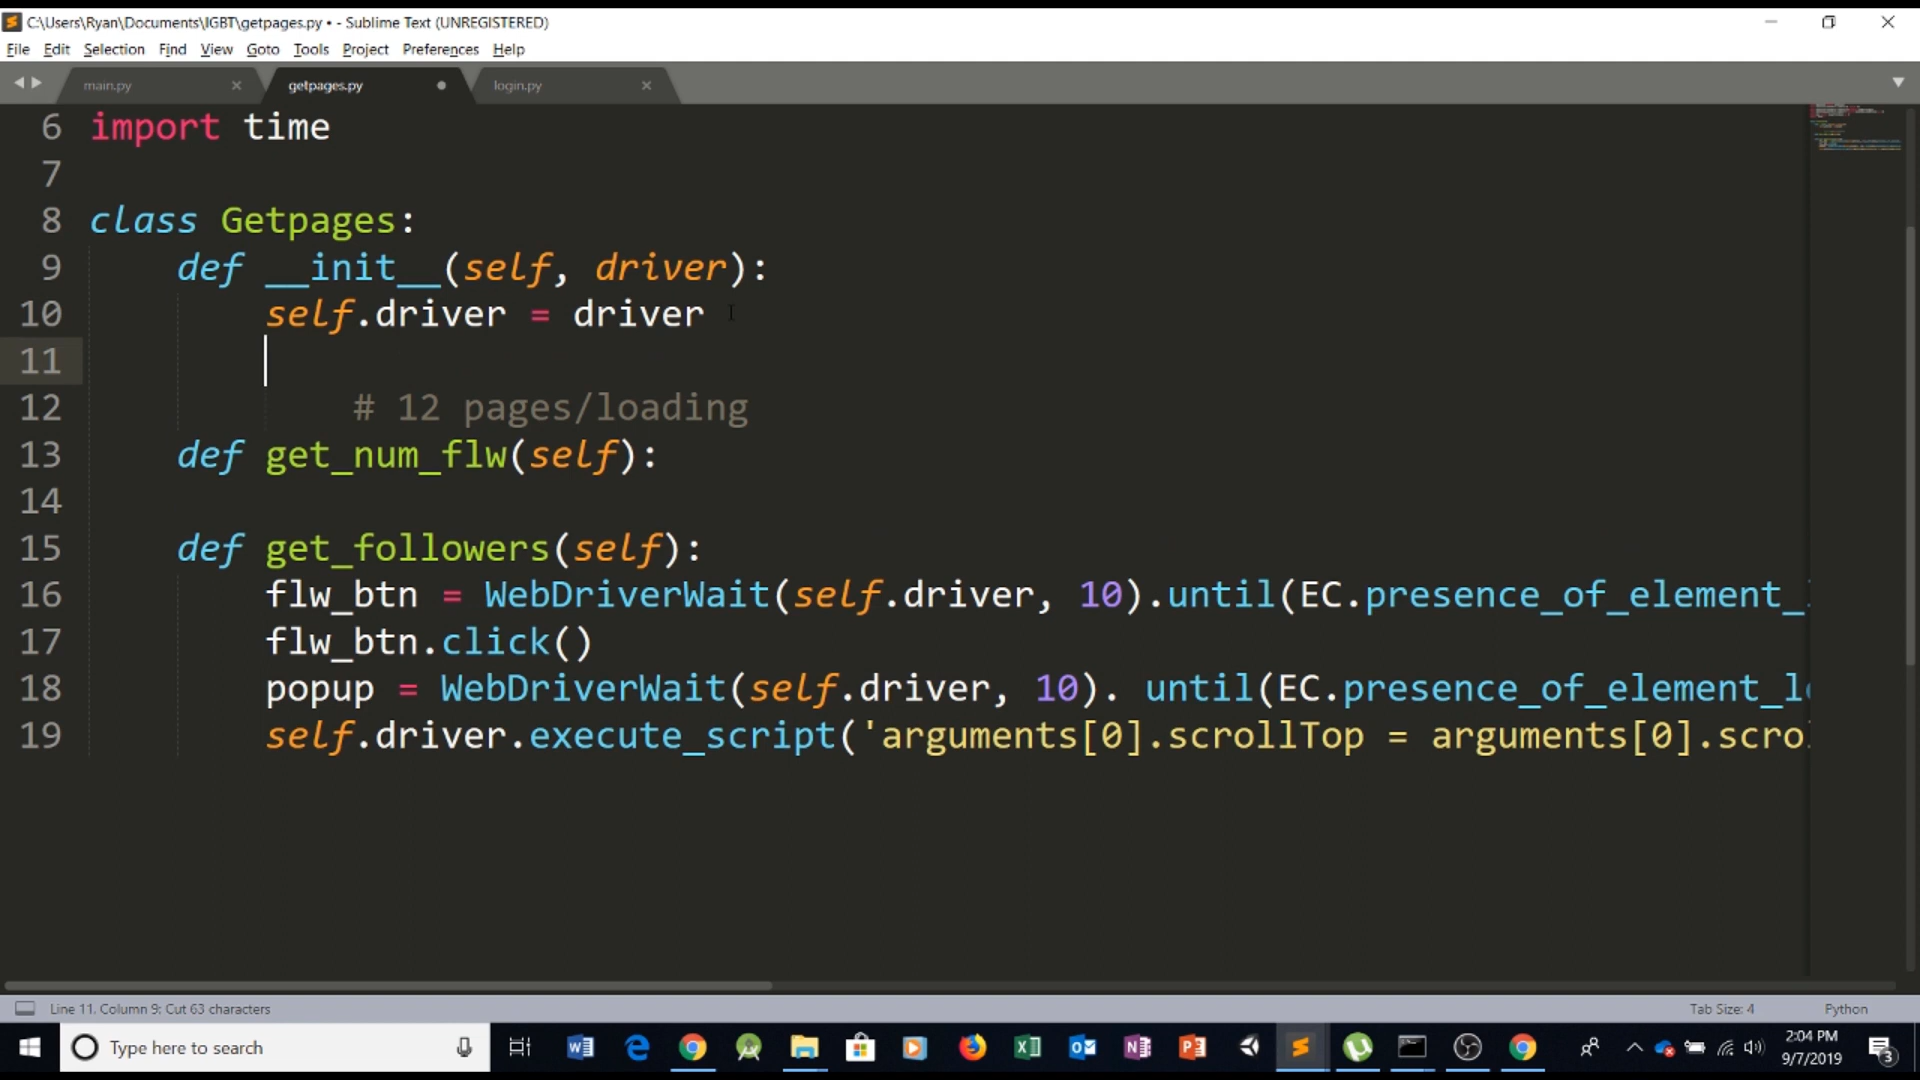 C:\Users\Ryan\Documents\IGBT\getpages.py • - Sublime Text (UNREGISTERED)
File Edit Selection Find View Goto Tools Project Preferences Help
main.py getpages.py login.py
6 import time
7
8 class Getpages:
9 def __init__(self, driver):
10 self.driver = driver
11
12 # 12 pages/loading
13 def get_num_flw(self):
14
15 def get_followers(self):
16 flw_btn = WebDriverWait(self.driver, 10).until(EC.presence_of_element_
17 flw_btn.click()
18 popup = WebDriverWait(self.driver, 10). until(EC.presence_of_element_lo
19 self.driver.execute_script('arguments[0].scrollTop = arguments[0].scro
Line 11, Column 9; Cut 63 characters Tab Size: 4 Python
Type here to search
2:04 PM
9/7/2019
3